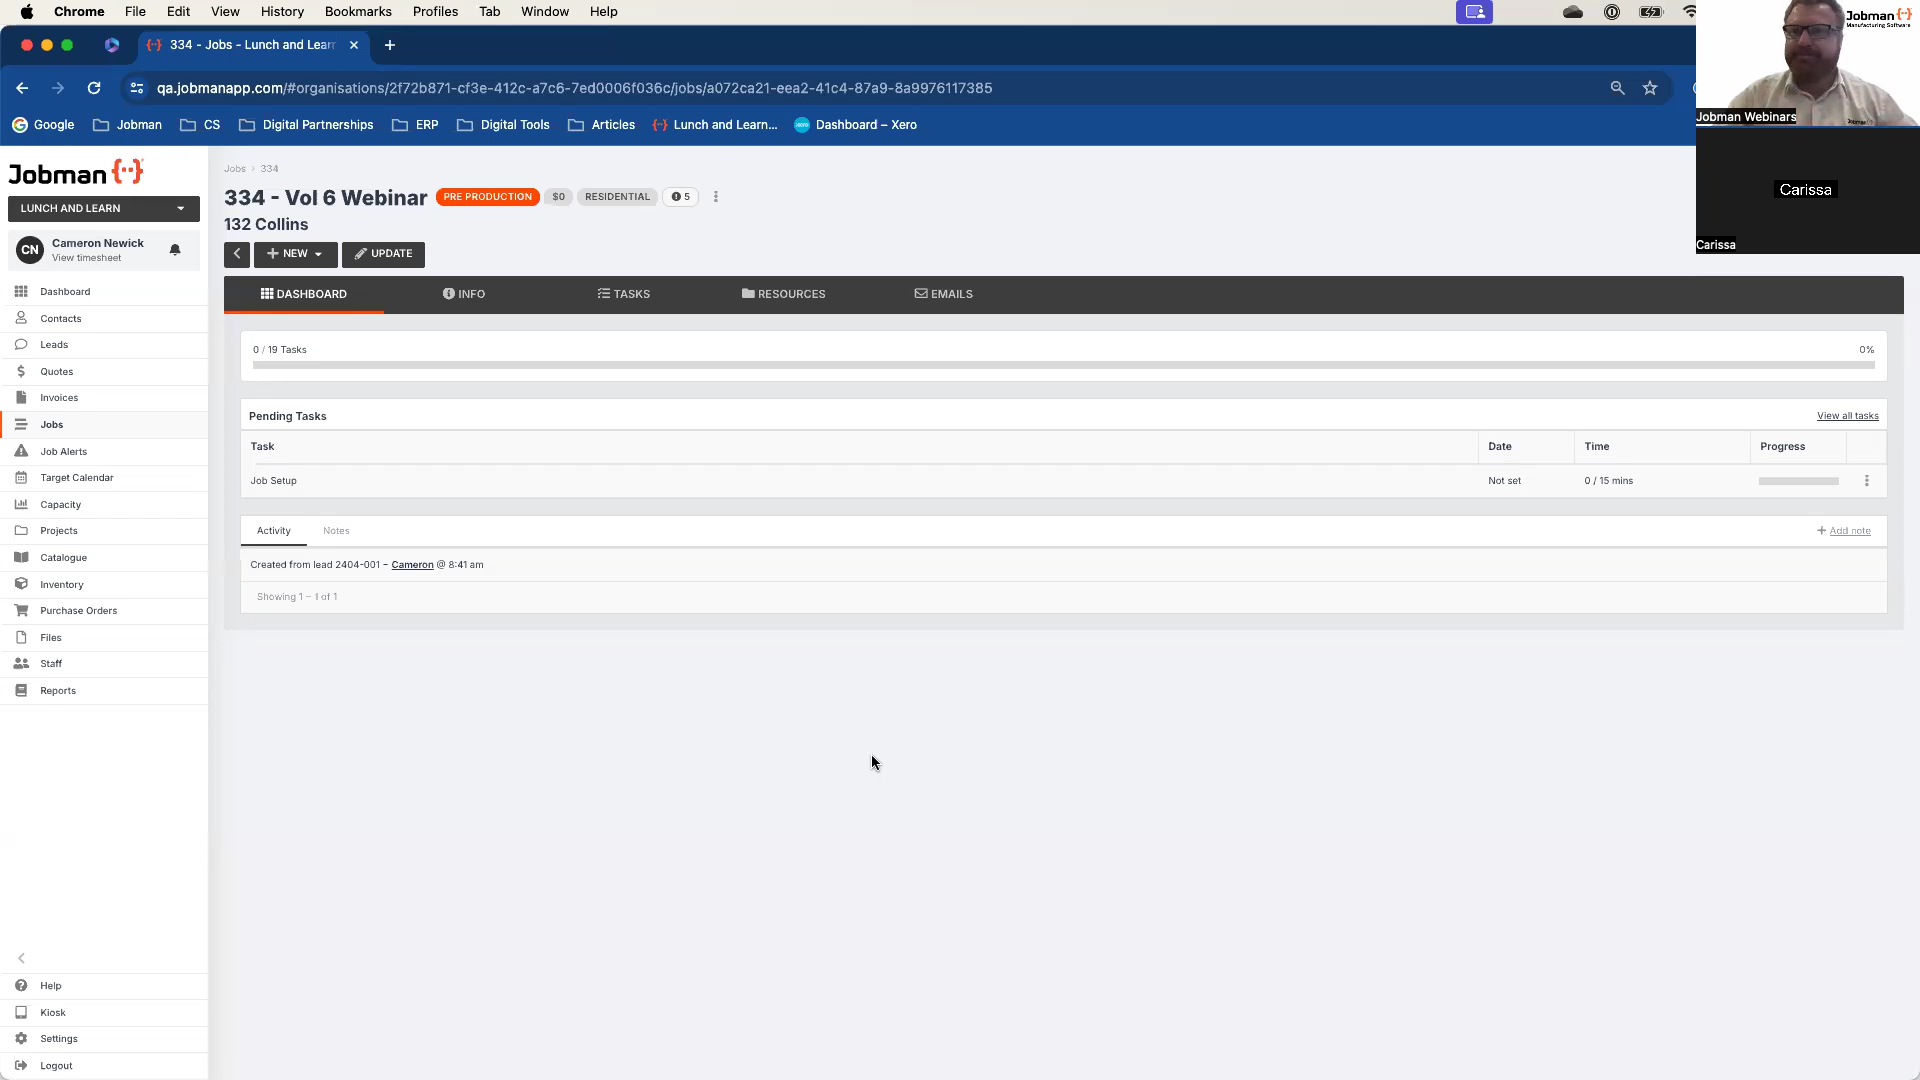 Chrome File Edit View History Bookmarks Profiles Tab Window Help
334 - Jobs - Lunch and Lear
qa.jobmanapp.com/#organisations/2f72b871-cf3e-412c-a7c6-7ed0006f036c/jobs/a072ca21-eea2-41c4-87a9-8a9976117385
Google Jobman CS Digital Partnerships ERP Digital Tools Articles Lunch and Learn... Dashboard – Xero
Jobman
Manufacturing Software
Jobman Webinars
Carissa
Carissa
Jobman
LUNCH AND LEARN
CN
Cameron Newick
View timesheet
Dashboard
Contacts
Leads
Quotes
Invoices
Jobs
Job Alerts
Target Calendar
Capacity
Projects
Catalogue
Inventory
Purchase Orders
Files
Staff
Reports
Help
Kiosk
Settings
Logout
Jobs › 334
334 - Vol 6 Webinar PRE PRODUCTION $0 RESIDENTIAL 5
132 Collins
NEW UPDATE
DASHBOARD INFO TASKS RESOURCES EMAILS
0 / 19 Tasks 0%
Pending Tasks View all tasks
Task Date Time Progress
Job Setup Not set 0 / 15 mins
Activity Notes + Add note
Created from lead 2404-001 – Cameron @ 8:41 am
Showing 1 – 1 of 1